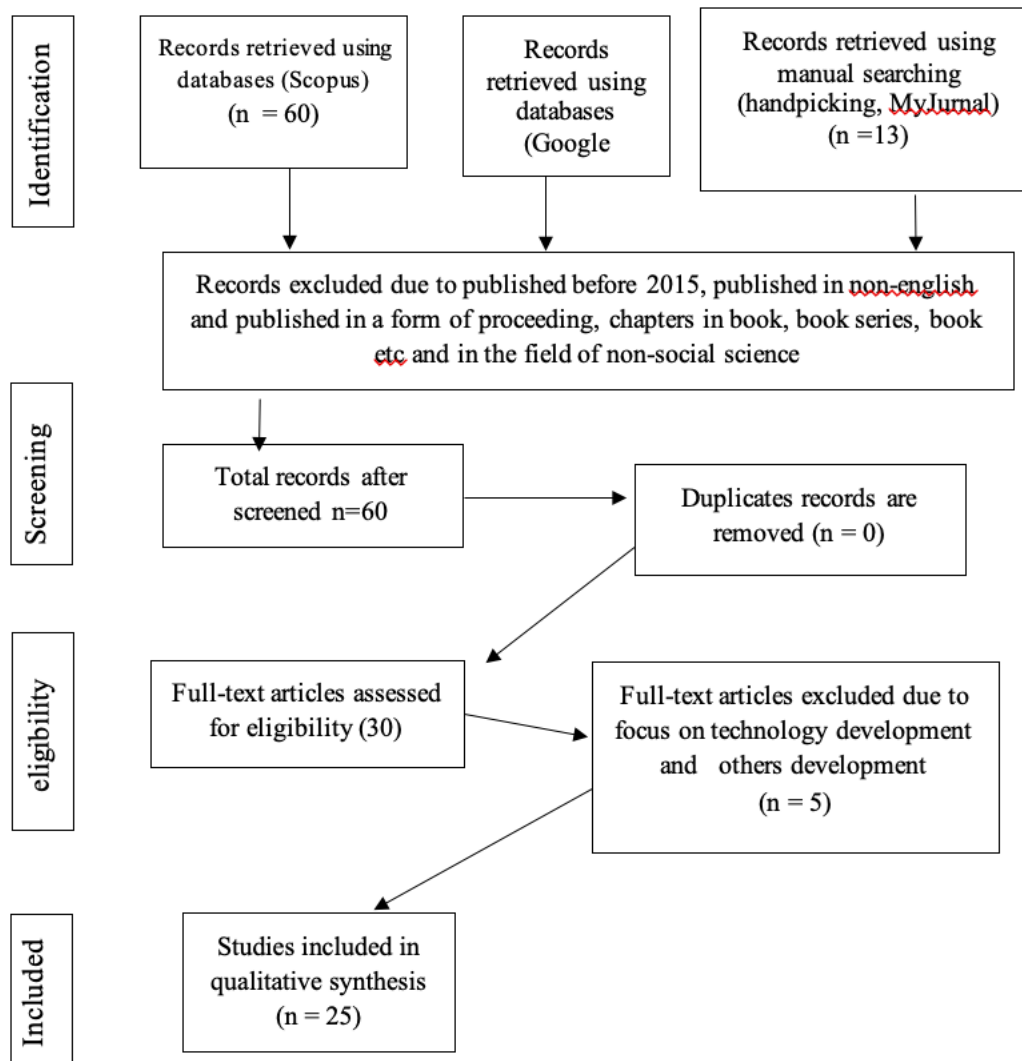 Identification
Records retrieved using
databases (Scopus)
(n = 60)
Records
retrieved using
databases
(Google
Records retrieved using
manual searching
(handpicking, MyJurnal)
(n =13)
Records excluded due to published before 2015, published in non-english
and published in a form of proceeding, chapters in book, book series, book
etc and in the field of non-social science
Screening
Total records after
screened n=60
Duplicates records are
removed (n = 0)
eligibility
Full-text articles assessed
for eligibility (30)
Full-text articles excluded due to
focus on technology development
and others development
(n = 5)
Included
Studies included in
qualitative synthesis
(n = 25)